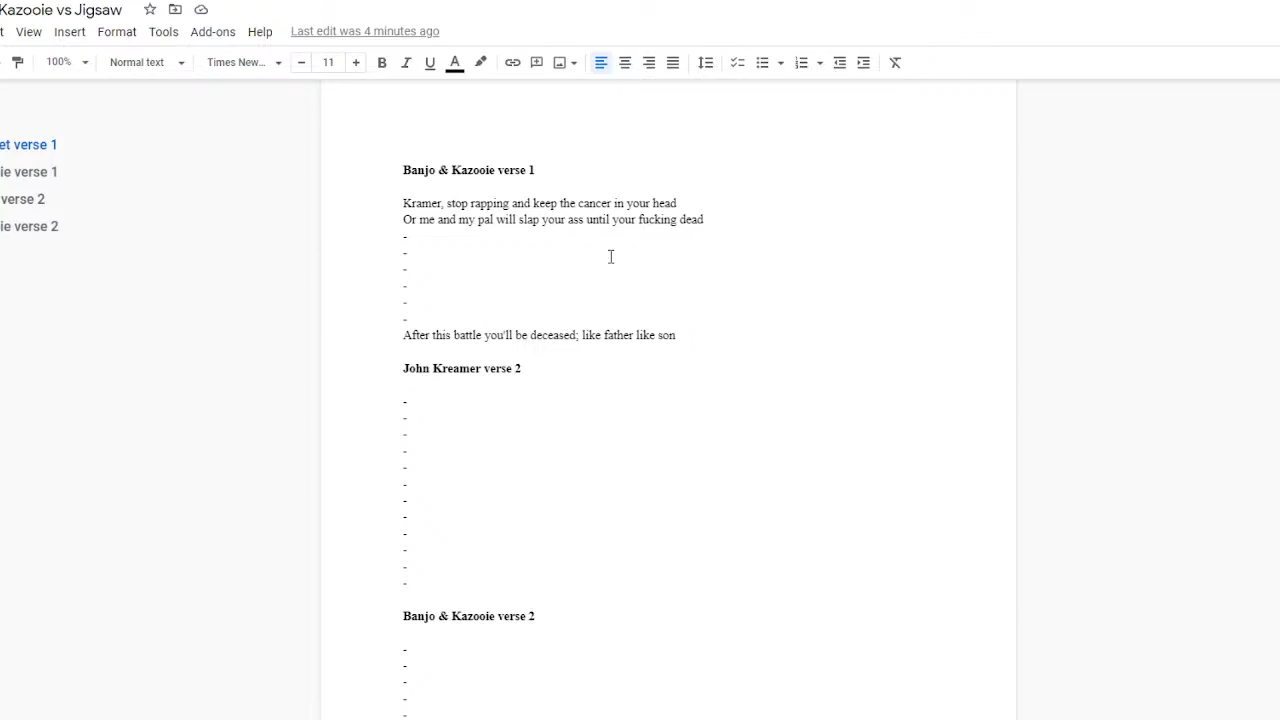 Kazooie vs Jigsaw
t View Insert Format Tools Add-ons Help Last edit was 4 minutes ago
100% Normal text Times New... − 11 + B I U A
et verse 1
ie verse 1
verse 2
ie verse 2
Banjo & Kazooie verse 1
Kramer, stop rapping and keep the cancer in your head
Or me and my pal will slap your ass until your fucking dead
-
-
-
-
-
-
After this battle you'll be deceased; like father like son
John Kreamer verse 2
-
-
-
-
-
-
-
-
-
-
-
-
Banjo & Kazooie verse 2
-
-
-
-
-